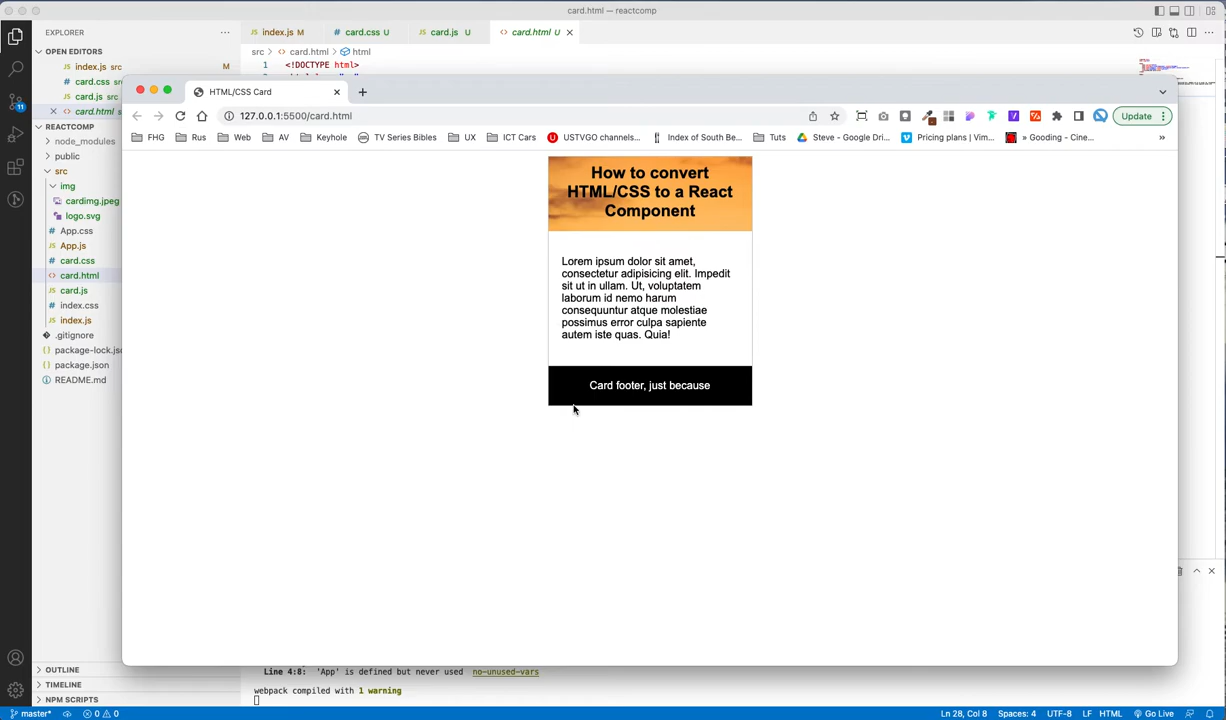 card.html — reactcomp
EXPLORER
index.js M
card.css U
card.js U
card.html U
OPEN EDITORS
src > card.html > html
index.js src M
1 <!DOCTYPE html>
card.css
card.js src
card.html
REACTCOMP
node_modules
public
src
img
cardimg.jpeg
logo.svg
App.css
App.js
card.css
card.html
card.js
index.css
index.js
.gitignore
package-lock.js
package.json
README.md
OUTLINE
TIMELINE
NPM SCRIPTS
11
HTML/CSS Card
127.0.0.1:5500/card.html
Update
FHG Rus Web AV Keyhole TV Series Bibles UX ICT Cars USTVGO channels... Index of South Be... Tuts Steve - Google Dri... Pricing plans | Vim... » Gooding - Cine... »
How to convert
HTML/CSS to a React
Component
Lorem ipsum dolor sit amet,
consectetur adipisicing elit. Impedit
sit ut in ullam. Ut, voluptatem
laborum id nemo harum
consequuntur atque molestiae
possimus error culpa sapiente
autem iste quas. Quia!
Card footer, just because
Line 4:8: 'App' is defined but never used no-unused-vars
webpack compiled with 1 warning
master* 0 0 Ln 28, Col 8 Spaces: 4 UTF-8 LF HTML Go Live